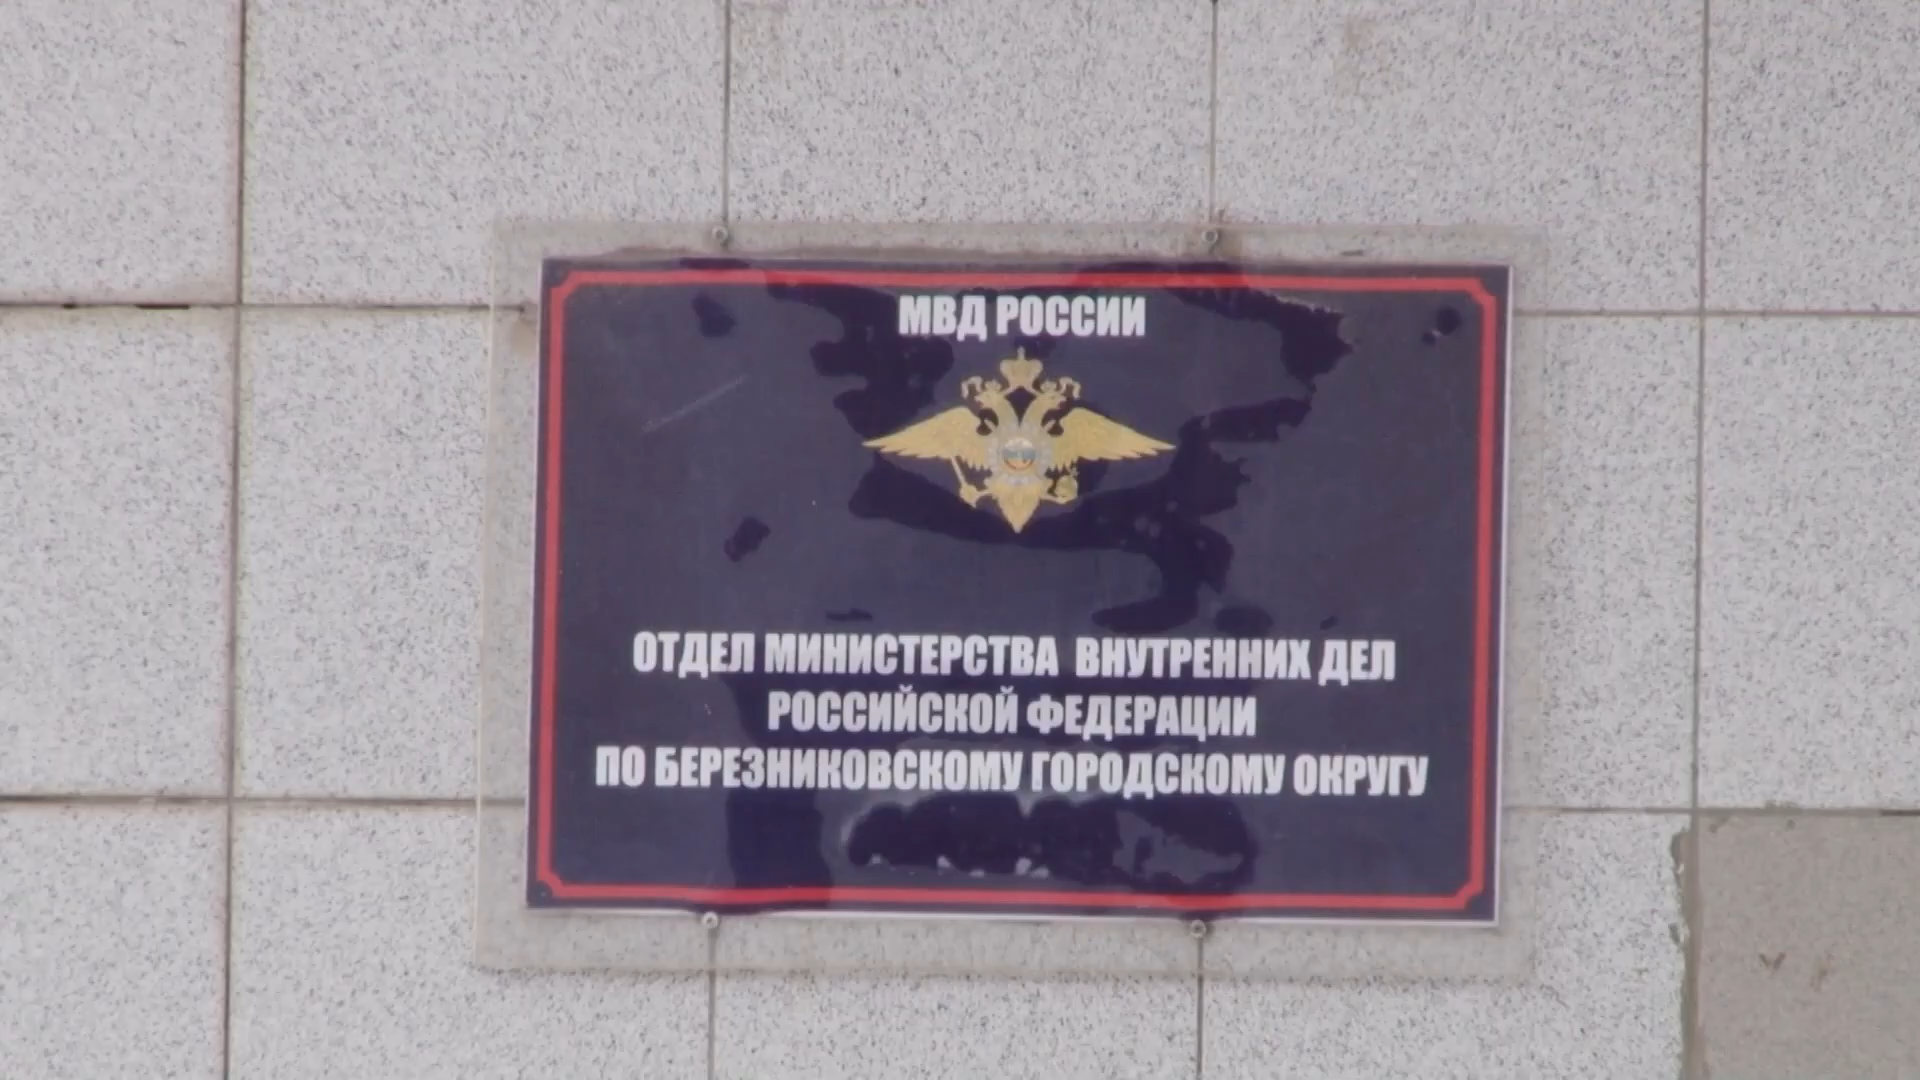 МВД РОССИИ
ОТДЕЛ МИНИСТЕРСТВА ВНУТРЕННИХ ДЕЛ
РОССИЙСКОЙ ФЕДЕРАЦИИ
ПО БЕРЕЗНИКОВСКОМУ ГОРОДСКОМУ ОКРУГУ